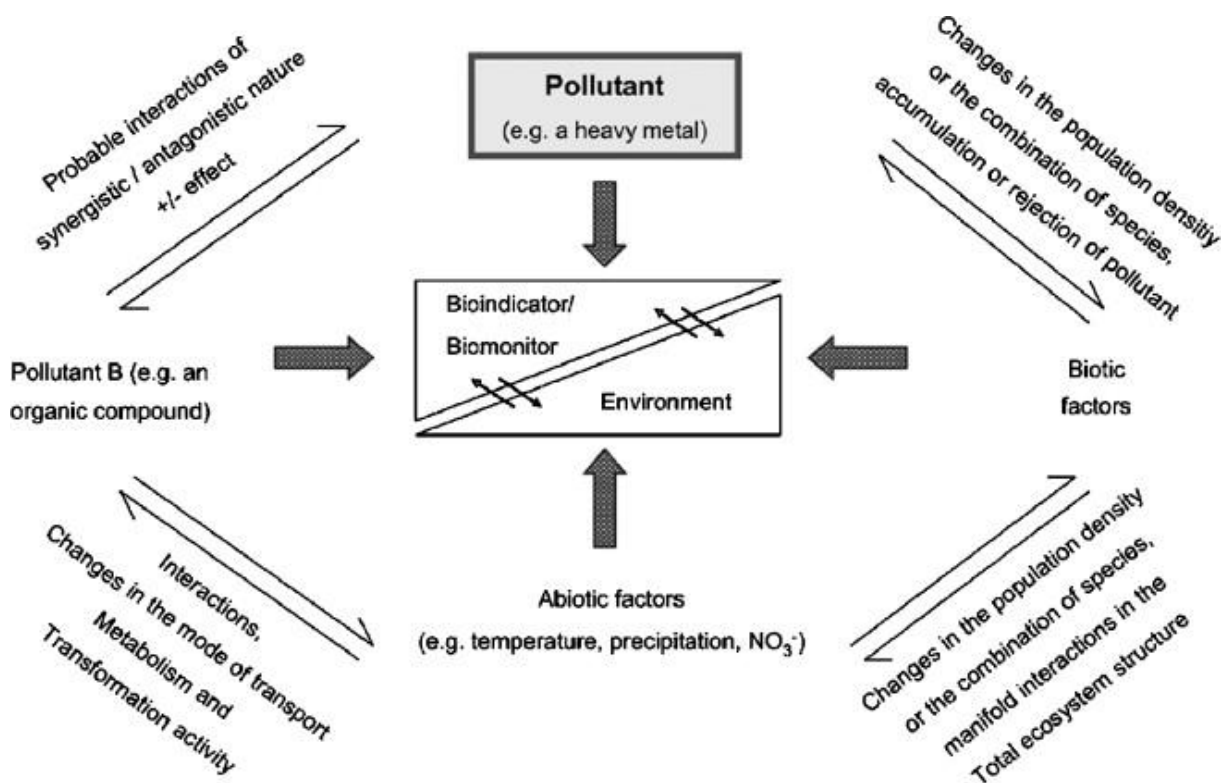 Probable interactions of
synergistic / antagonistic nature
+/- effect
Pollutant
(e.g. a heavy metal)
Changes in the population densitiy
or the combination of species,
accumulation or rejection of pollutant
Bioindicator/
Biomonitor
Environment
Pollutant B (e.g. an
organic compound)
Biotic
factors
Interactions,
Changes in the mode of transport
Metabolism and
Transformation activity
Abiotic factors
(e.g. temperature, precipitation, NO₃⁻)
Changes in the population density
or the combination of species,
manifold interactions in the
Total ecosystem structure